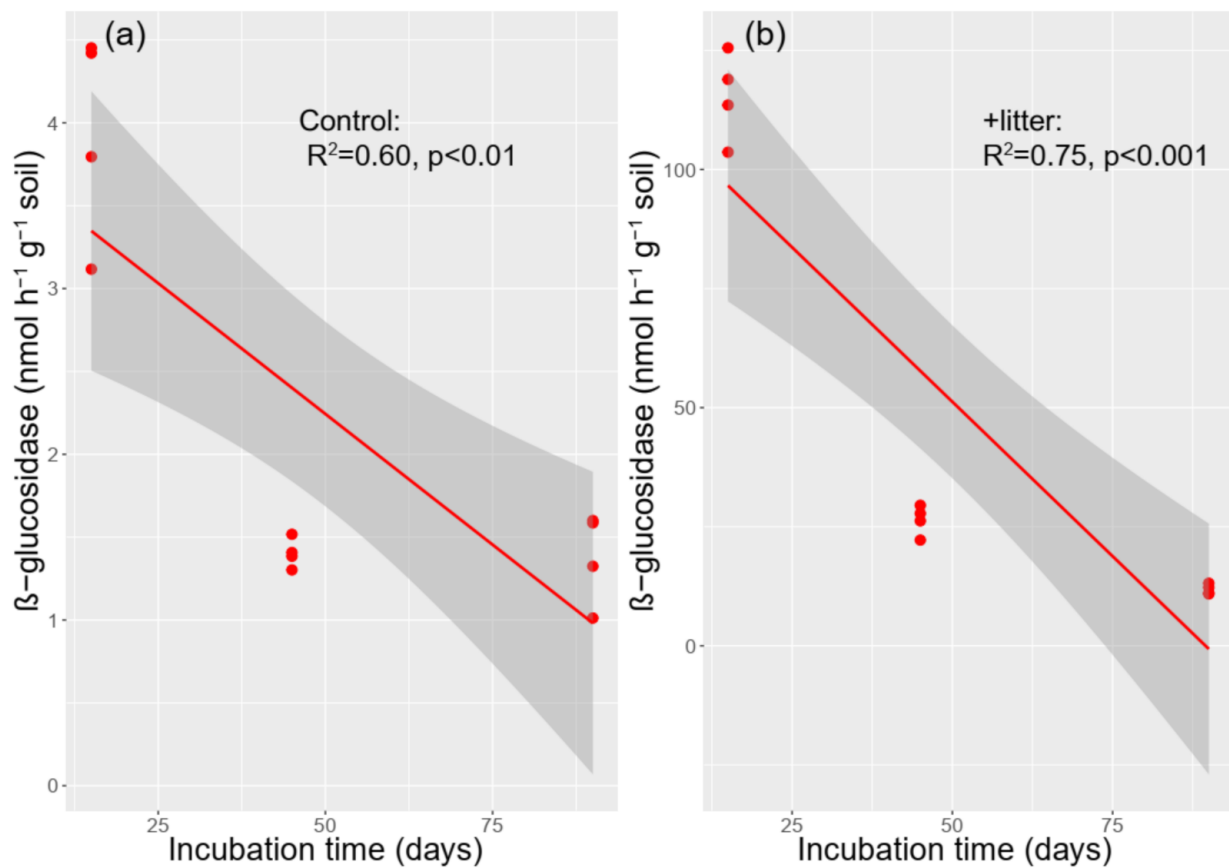 (a)
Control:
R²=0.60, p<0.01
ß−glucosidase (nmol h⁻¹ g⁻¹ soil)
4
3
2
1
0
25 50 75
Incubation time (days)
(b)
+litter:
R²=0.75, p<0.001
ß−glucosidase (nmol h⁻¹ g⁻¹ soil)
100
50
0
25 50 75
Incubation time (days)